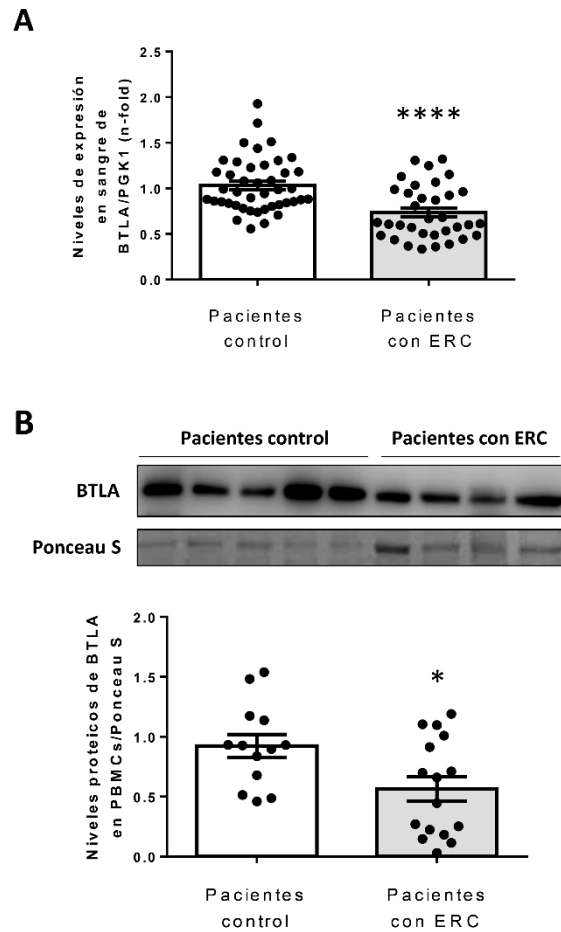 A
Niveles de expresión
en sangre de
BTLA/PGK1 (n-fold)
2.5
2.0
1.5
1.0
0.5
0.0
****
Pacientes
control
Pacientes
con ERC
B
Pacientes control
Pacientes con ERC
BTLA
Ponceau S
Niveles proteicos de BTLA
en PBMCs/Ponceau S
2.0
1.5
1.0
0.5
0.0
*
Pacientes
control
Pacientes
con ERC